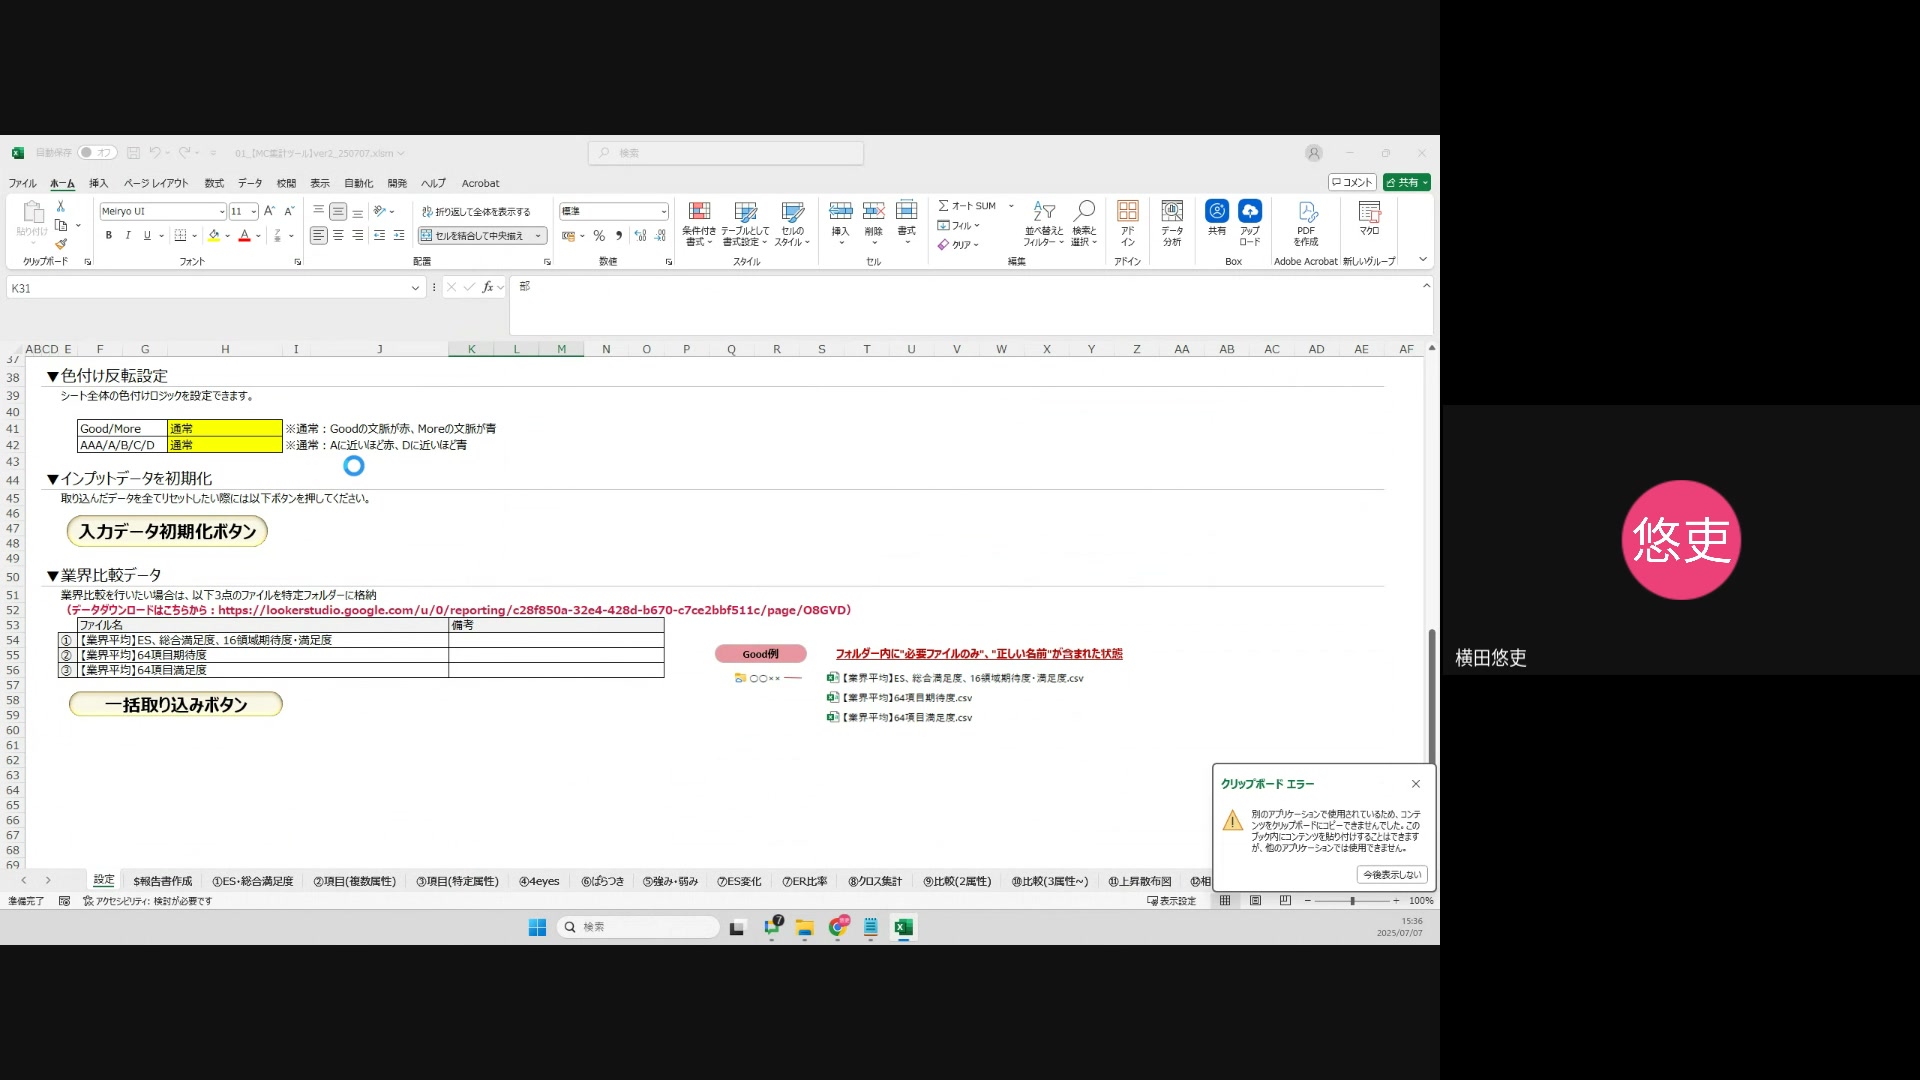 自動保存 オフ 01_【MC集計ツール】ver2_250707.xlsm 検索
ファイル ホーム 挿入 ページ レイアウト 数式 データ 校閲 表示 自動化 開発 ヘルプ Acrobat コメント 共有
貼り付け Meiryo UI 11 折り返して全体を表示する 標準 条件付き書式 テーブルとして書式設定 セルのスタイル 挿入 削除 書式 オート SUM フィル クリア 並べ替えとフィルター 検索と選択 アドイン データ分析 共有 アップロード PDFを作成 マクロ
B I U セルを結合して中央揃え %
クリップボード フォント 配置 数値 スタイル セル 編集 アドイン Box Adobe Acrobat 新しいグループ
K31 fx 部
A B C D E F G H I J K L M N O P Q R S T U V W X Y Z AA AB AC AD AE AF
37
38 ▼色付け反転設定
39 シート全体の色付けロジックを設定できます。
40
41 Good/More 通常 ※通常：Goodの文脈が赤、Moreの文脈が青
42 AAA/A/B/C/D 通常 ※通常：Aに近いほど赤、Dに近いほど青
43
44 ▼インプットデータを初期化
45 取り込んだデータを全てリセットしたい際には以下ボタンを押してください。
46
47 入力データ初期化ボタン
48
49
50 ▼業界比較データ
51 業界比較を行いたい場合は、以下3点のファイルを特定フォルダーに格納
52 （データダウンロードはこちらから：https://lookerstudio.google.com/u/0/reporting/c28f850a-32e4-428d-b670-c7ce2bbf511c/page/O8GVD）
53 ファイル名 備考
54 ① 【業界平均】ES、総合満足度、16領域期待度・満足度
55 ② 【業界平均】64項目期待度 Good例 フォルダー内に"必要ファイルのみ"、"正しい名前"が含まれた状態
56 ③ 【業界平均】64項目満足度
57 〇〇×× 【業界平均】ES、総合満足度、16領域期待度・満足度.csv
58 一括取り込みボタン 【業界平均】64項目期待度.csv
59 【業界平均】64項目満足度.csv
60
61
62
63
64
65
66
67
68
69
クリップボード エラー
別のアプリケーションで使用されているため、コンテ
ンツをクリップボードにコピーできませんでした。この
ブック内にコンテンツを貼り付けすることはできます
が、他のアプリケーションでは使用できません。
今後表示しない
設定 $報告書作成 ①ES・総合満足度 ②項目(複数属性) ③項目(特定属性) ④4eyes ⑥ばらつき ⑤強み・弱み ⑦ES変化 ⑦ER比率 ⑧クロス集計 ⑨比較(2属性) ⑩比較(3属性~) ⑪上昇散布図 ⑫相
準備完了 アクセシビリティ: 検討が必要です 表示設定 100%
検索 7
15:36
2025/07/07
悠吏
横田悠吏